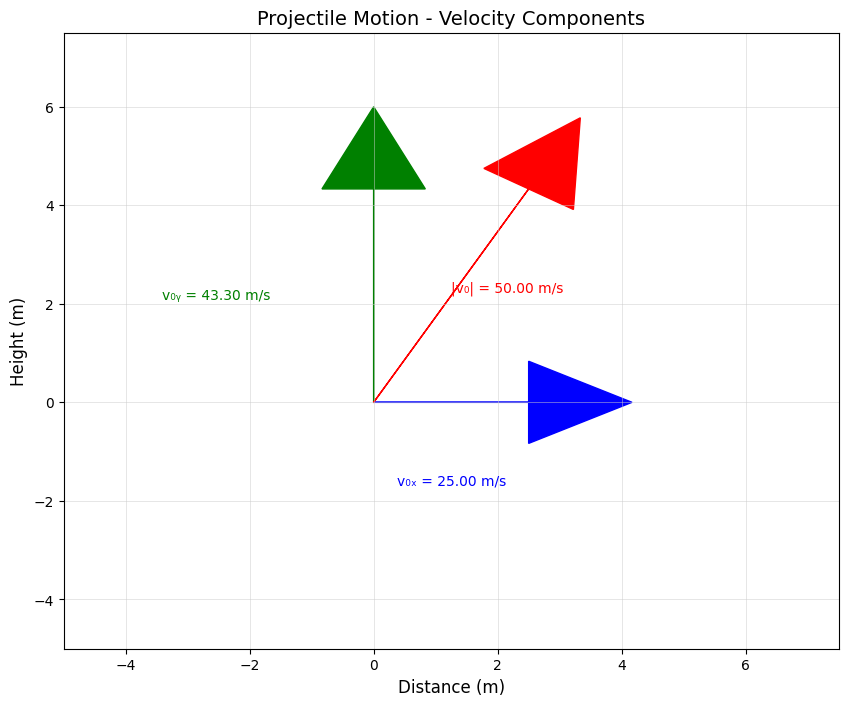 Projectile Motion - Velocity Components
Height (m)
6
4
2
0
−2
−4
v₀ᵧ = 43.30 m/s
|v₀| = 50.00 m/s
v₀ₓ = 25.00 m/s
−4
−2
0
2
4
6
Distance (m)